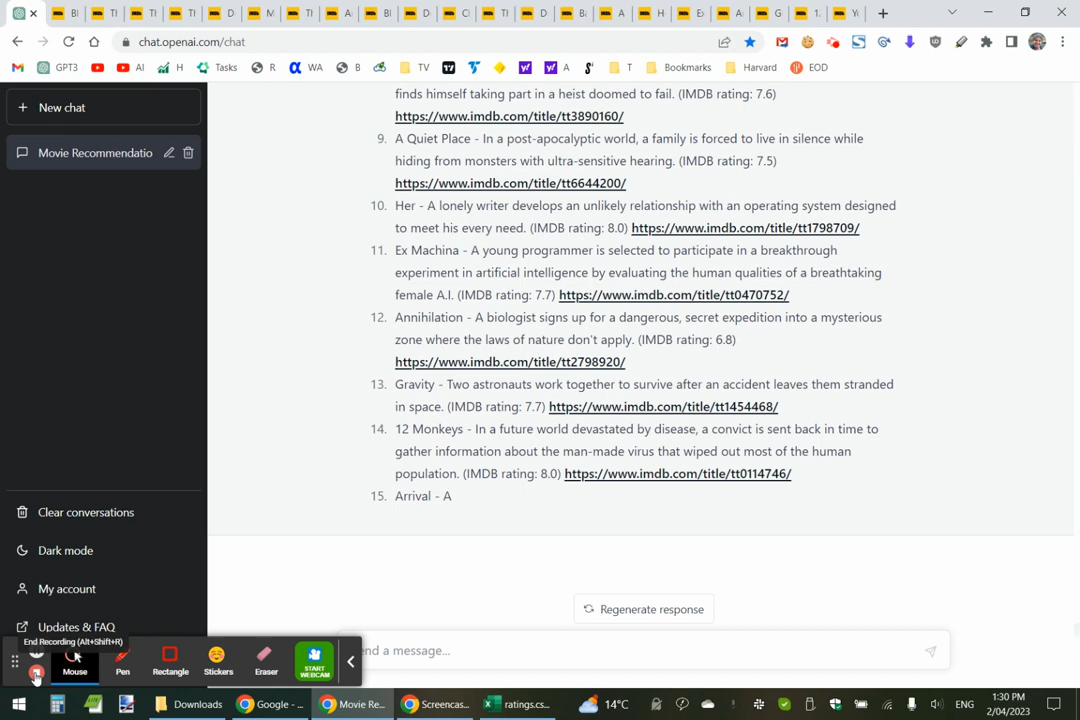 Bl
Th
Th
Th
D
M
Th
A
Bl
D
Cl
Th
D
Ba
A
H
Ex
A
G
1.
Yo
chat.openai.com/chat
GPT3
AI
H
Tasks
R
WA
B
TV
A
T
Bookmarks
Harvard
EOD
New chat
Movie Recommendatio
finds himself taking part in a heist doomed to fail. (IMDB rating: 7.6)
https://www.imdb.com/title/tt3890160/
9. A Quiet Place - In a post-apocalyptic world, a family is forced to live in silence while
hiding from monsters with ultra-sensitive hearing. (IMDB rating: 7.5)
https://www.imdb.com/title/tt6644200/
10. Her - A lonely writer develops an unlikely relationship with an operating system designed
to meet his every need. (IMDB rating: 8.0) https://www.imdb.com/title/tt1798709/
11. Ex Machina - A young programmer is selected to participate in a breakthrough
experiment in artificial intelligence by evaluating the human qualities of a breathtaking
female A.I. (IMDB rating: 7.7) https://www.imdb.com/title/tt0470752/
12. Annihilation - A biologist signs up for a dangerous, secret expedition into a mysterious
zone where the laws of nature don't apply. (IMDB rating: 6.8)
https://www.imdb.com/title/tt2798920/
13. Gravity - Two astronauts work together to survive after an accident leaves them stranded
in space. (IMDB rating: 7.7) https://www.imdb.com/title/tt1454468/
14. 12 Monkeys - In a future world devastated by disease, a convict is sent back in time to
gather information about the man-made virus that wiped out most of the human
population. (IMDB rating: 8.0) https://www.imdb.com/title/tt0114746/
15. Arrival - A
Clear conversations
Dark mode
My account
Updates & FAQ
End Recording (Alt+Shift+R)
Mouse
Pen
Rectangle
Stickers
Eraser
START
WEBCAM
Regenerate response
end a message...
Downloads
Google - ...
Movie Re...
Screencas...
ratings.cs...
14°C
ENG
1:30 PM
2/04/2023